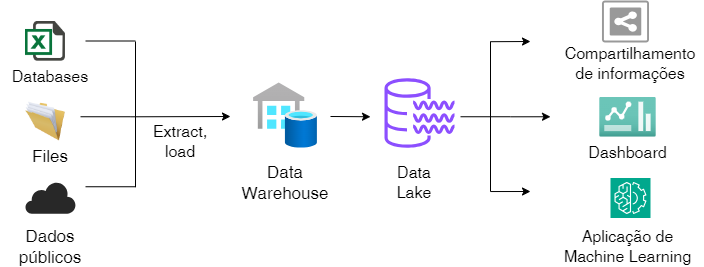 Databases
Files
Dados
públicos
Extract,
load
Data
Warehouse
Data
Lake
Compartilhamento
de informações
Dashboard
Aplicação de
Machine Learning